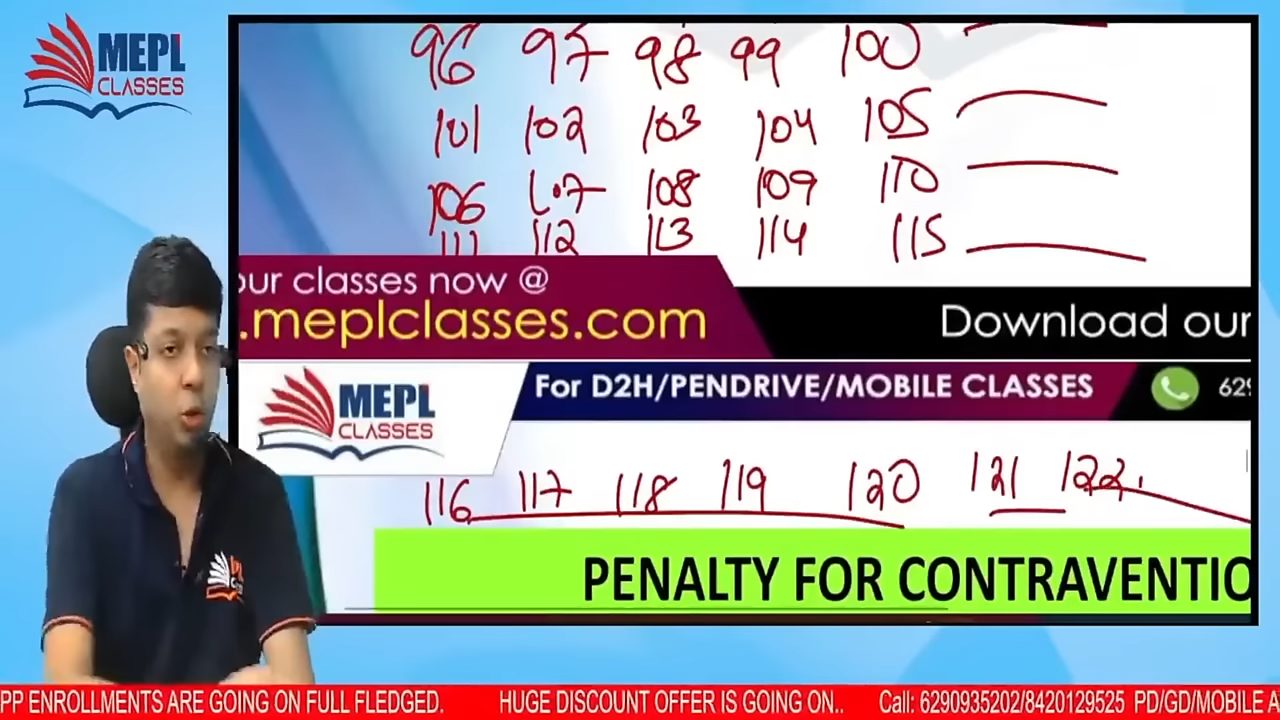 MEPL
CLASSES
96 97 98 99 100
101 102 103 104 105
106 107 108 109 110
111 112 113 114 115
our classes now @
.meplclasses.com
Download our
MEPL
CLASSES
For D2H/PENDRIVE/MOBILE CLASSES
629
116 117 118 119 120 121 122.
PENALTY FOR CONTRAVENTIO
PP ENROLLMENTS ARE GOING ON FULL FLEDGED. HUGE DISCOUNT OFFER IS GOING ON.. Call: 6290935202/8420129525 PD/GD/MOBILE A